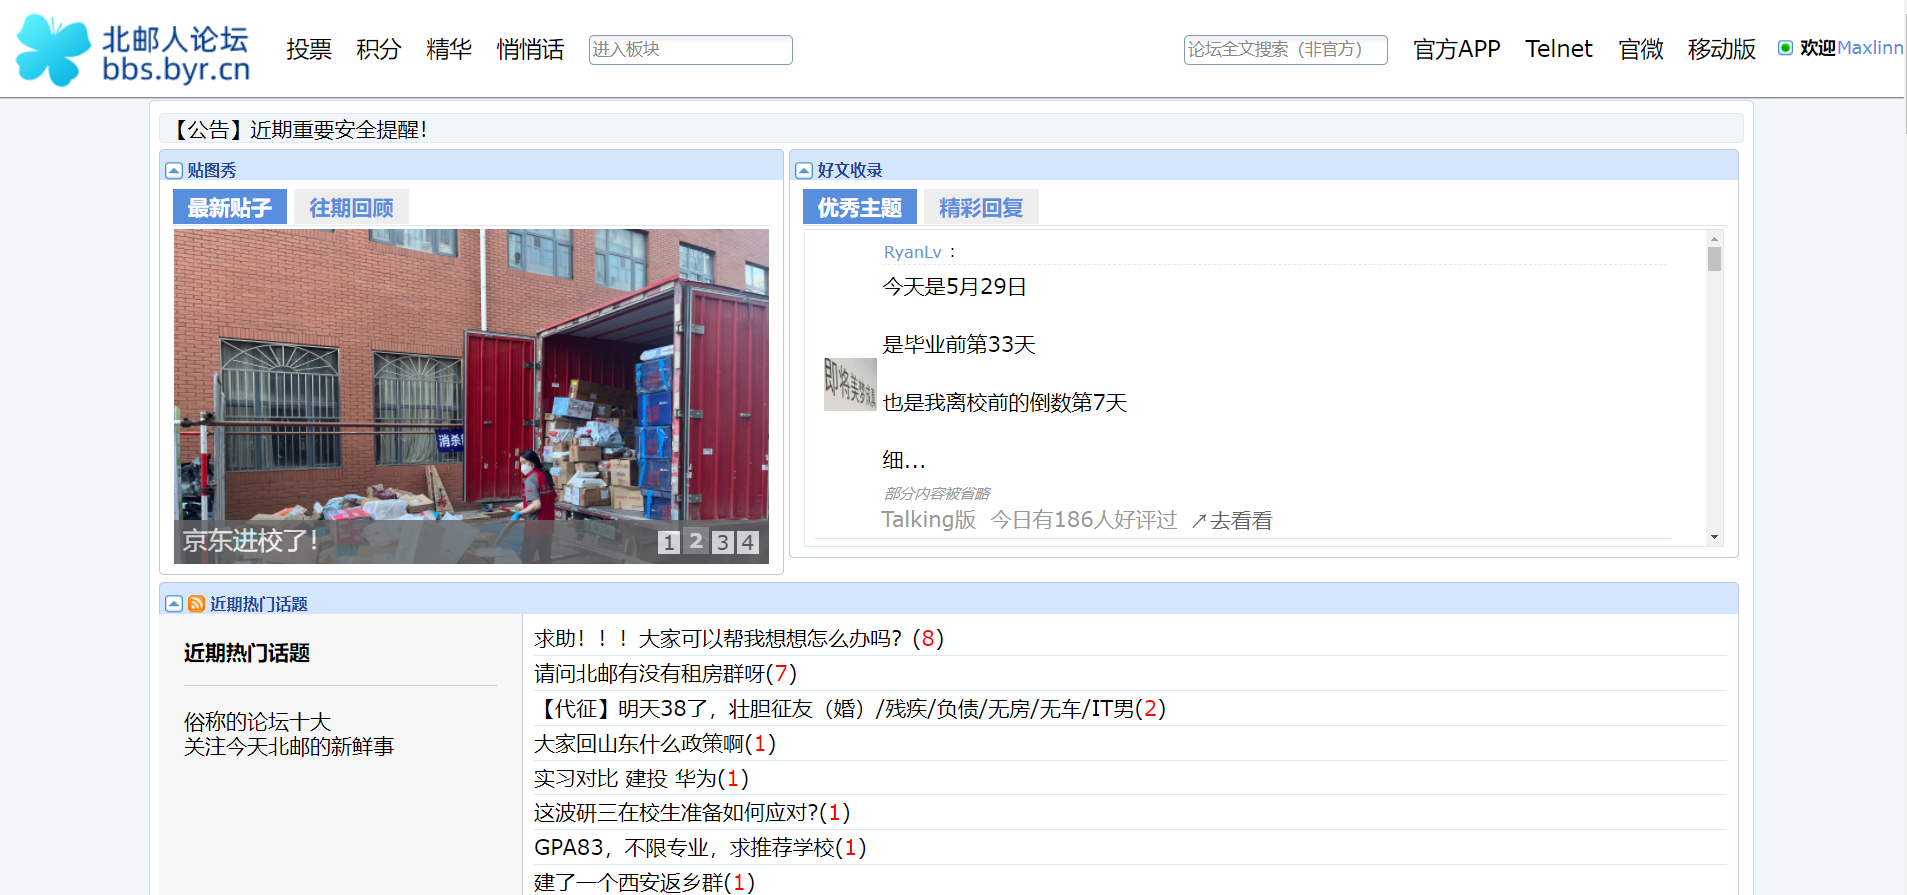 北邮人论坛
bbs.byr.cn
投票 积分 精华 悄悄话 进入板块 论坛全文搜索（非官方） 官方APP Telnet 官微 移动版 欢迎Maxlinn
【公告】近期重要安全提醒！
贴图秀
最新贴子 往期回顾
消杀
京东进校了！
1 2 3 4
好文收录
优秀主题 精彩回复
RyanLv ：
今天是5月29日
是毕业前第33天
即将美梦成真
也是我离校前的倒数第7天
细...
部分内容被省略
Talking版 今日有186人好评过 ↗去看看
近期热门话题
近期热门话题
俗称的论坛十大
关注今天北邮的新鲜事
求助！！！大家可以帮我想想怎么办吗？(8)
请问北邮有没有租房群呀(7)
【代征】明天38了，壮胆征友（婚）/残疾/负债/无房/无车/IT男(2)
大家回山东什么政策啊(1)
实习对比 建投 华为(1)
这波研三在校生准备如何应对?(1)
GPA83，不限专业，求推荐学校(1)
建了一个西安返乡群(1)